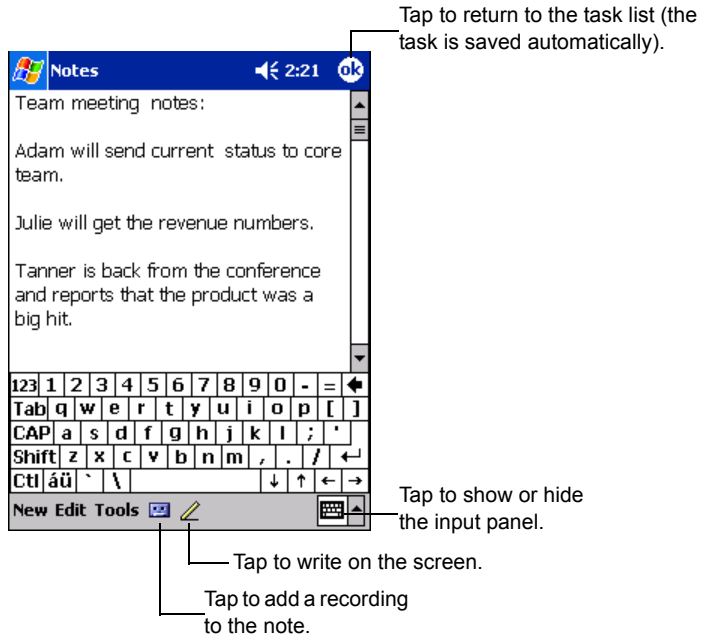 Tap to return to the task list (the
task is saved automatically).
Notes 2:21 ok
Team meeting notes:
Adam will send current status to core
team.
Julie will get the revenue numbers.
Tanner is back from the conference
and reports that the product was a
big hit.
123 1 2 3 4 5 6 7 8 9 0 - = 🡄
Tab q w e r t y u i o p [ ]
CAP a s d f g h j k l ; '
Shift z x c v b n m , . / ↵
Ctl áü ` \ ↓ ↑ ← →
New Edit Tools
Tap to show or hide
the input panel.
Tap to write on the screen.
Tap to add a recording
to the note.